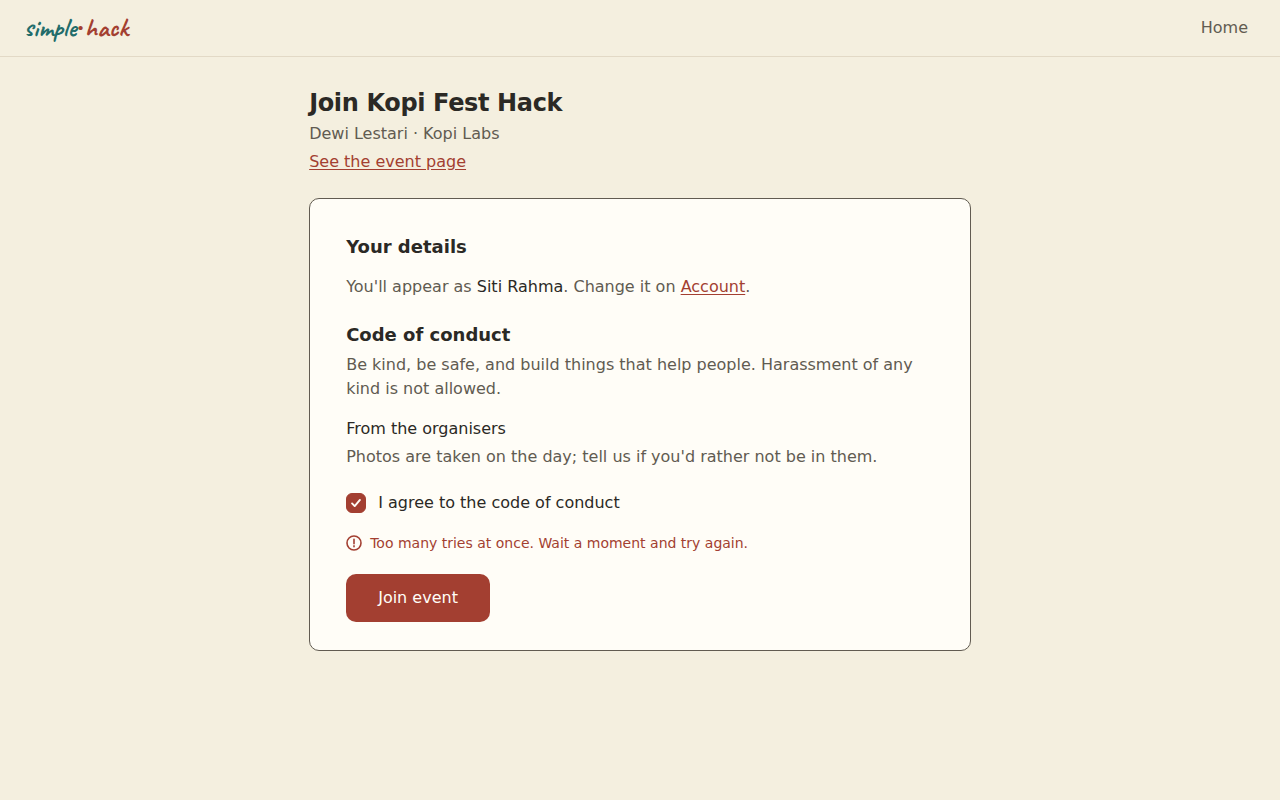 simple·hack
Home
Join Kopi Fest Hack
Dewi Lestari · Kopi Labs
See the event page
Your details
You'll appear as Siti Rahma. Change it on Account.
Code of conduct
Be kind, be safe, and build things that help people. Harassment of any
kind is not allowed.
From the organisers
Photos are taken on the day; tell us if you'd rather not be in them.
I agree to the code of conduct
Too many tries at once. Wait a moment and try again.
Join event